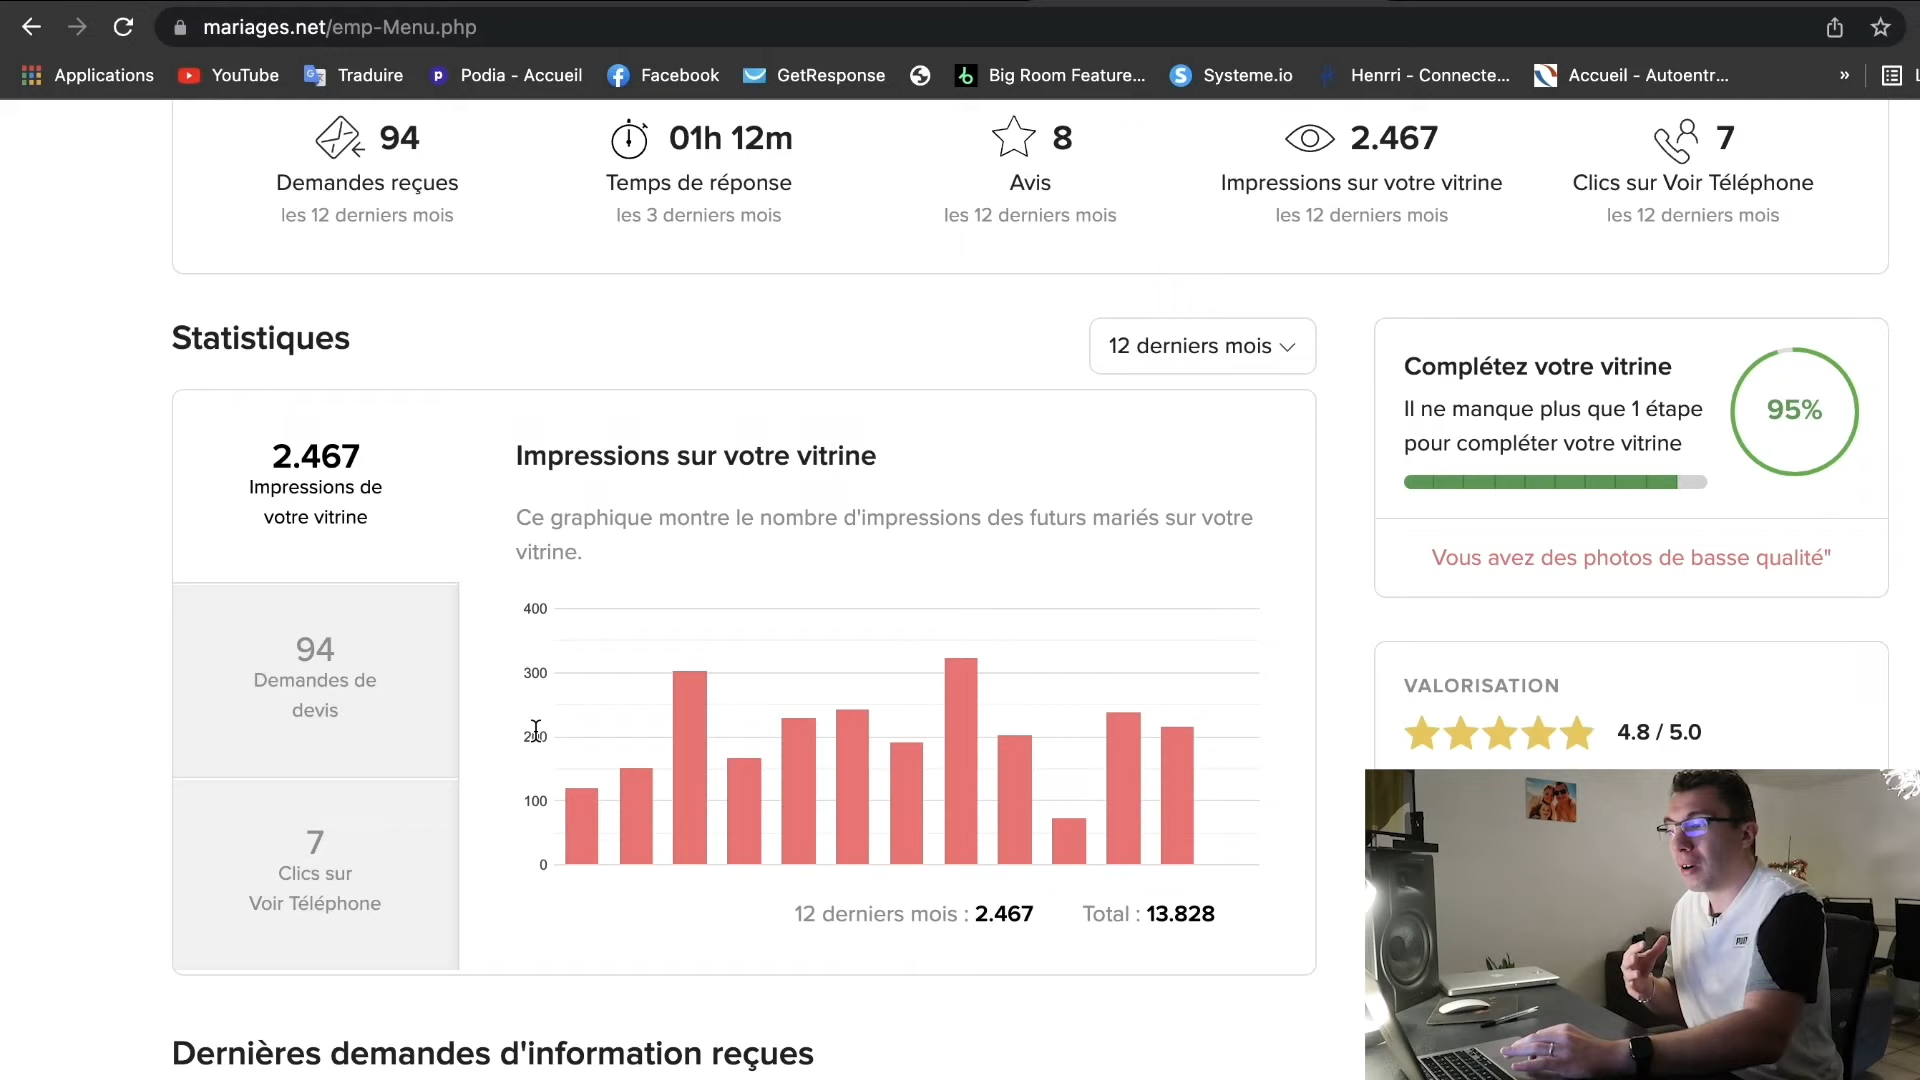 mariages.net/emp-Menu.php
Applications
YouTube
Traduire
Podia - Accueil
Facebook
GetResponse
Big Room Feature...
Systeme.io
Henrri - Connecte...
Accueil - Autoentr...
»
94
Demandes reçues
les 12 derniers mois
01h 12m
Temps de réponse
les 3 derniers mois
8
Avis
les 12 derniers mois
2.467
Impressions sur votre vitrine
les 12 derniers mois
7
Clics sur Voir Téléphone
les 12 derniers mois
Statistiques
12 derniers mois
2.467
Impressions de
votre vitrine
94
Demandes de
devis
7
Clics sur
Voir Téléphone
Impressions sur votre vitrine
Ce graphique montre le nombre d'impressions des futurs mariés sur votre
vitrine.
400
300
200
100
0
12 derniers mois : 2.467 Total : 13.828
Complétez votre vitrine
Il ne manque plus que 1 étape
pour compléter votre vitrine
95%
Vous avez des photos de basse qualité"
VALORISATION
4.8 / 5.0
Dernières demandes d'information reçues